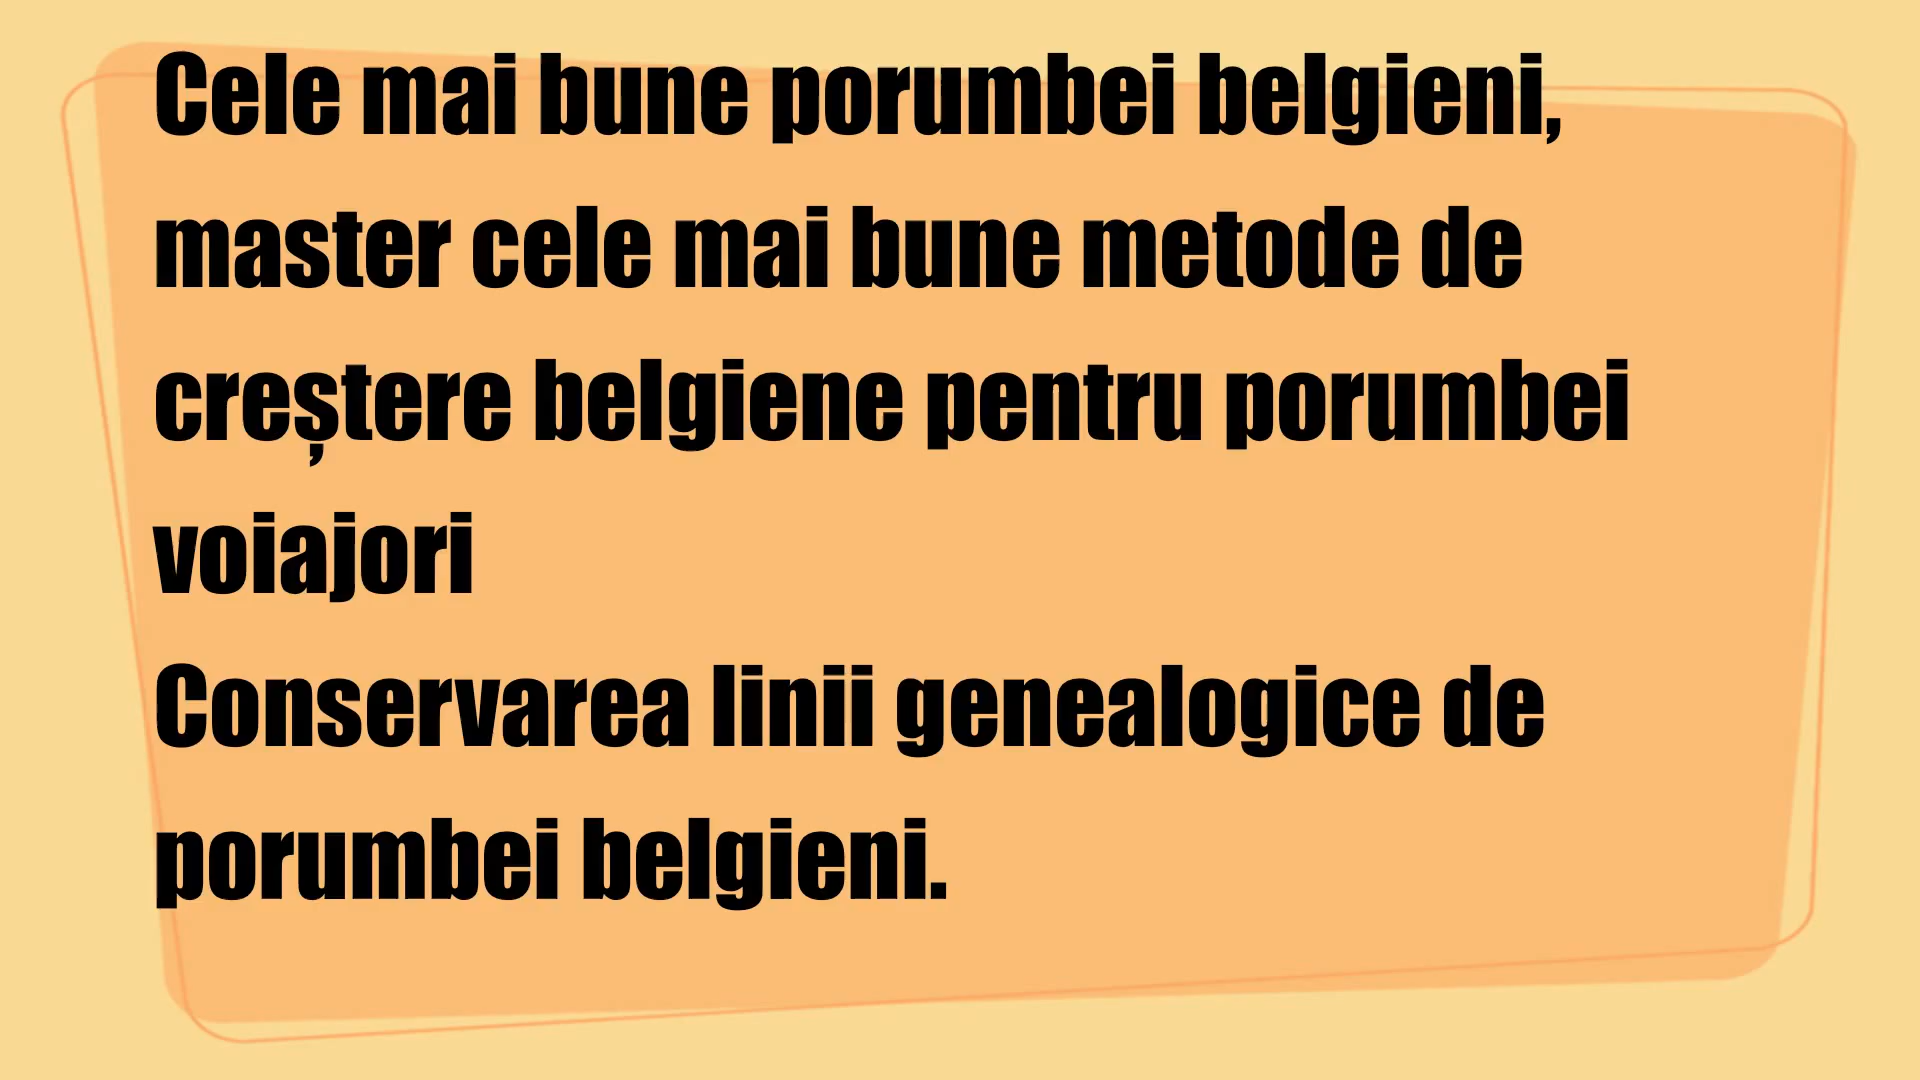 Cele mai bune porumbei belgieni,
master cele mai bune metode de
creștere belgiene pentru porumbei
voiajori
Conservarea linii genealogice de
porumbei belgieni.